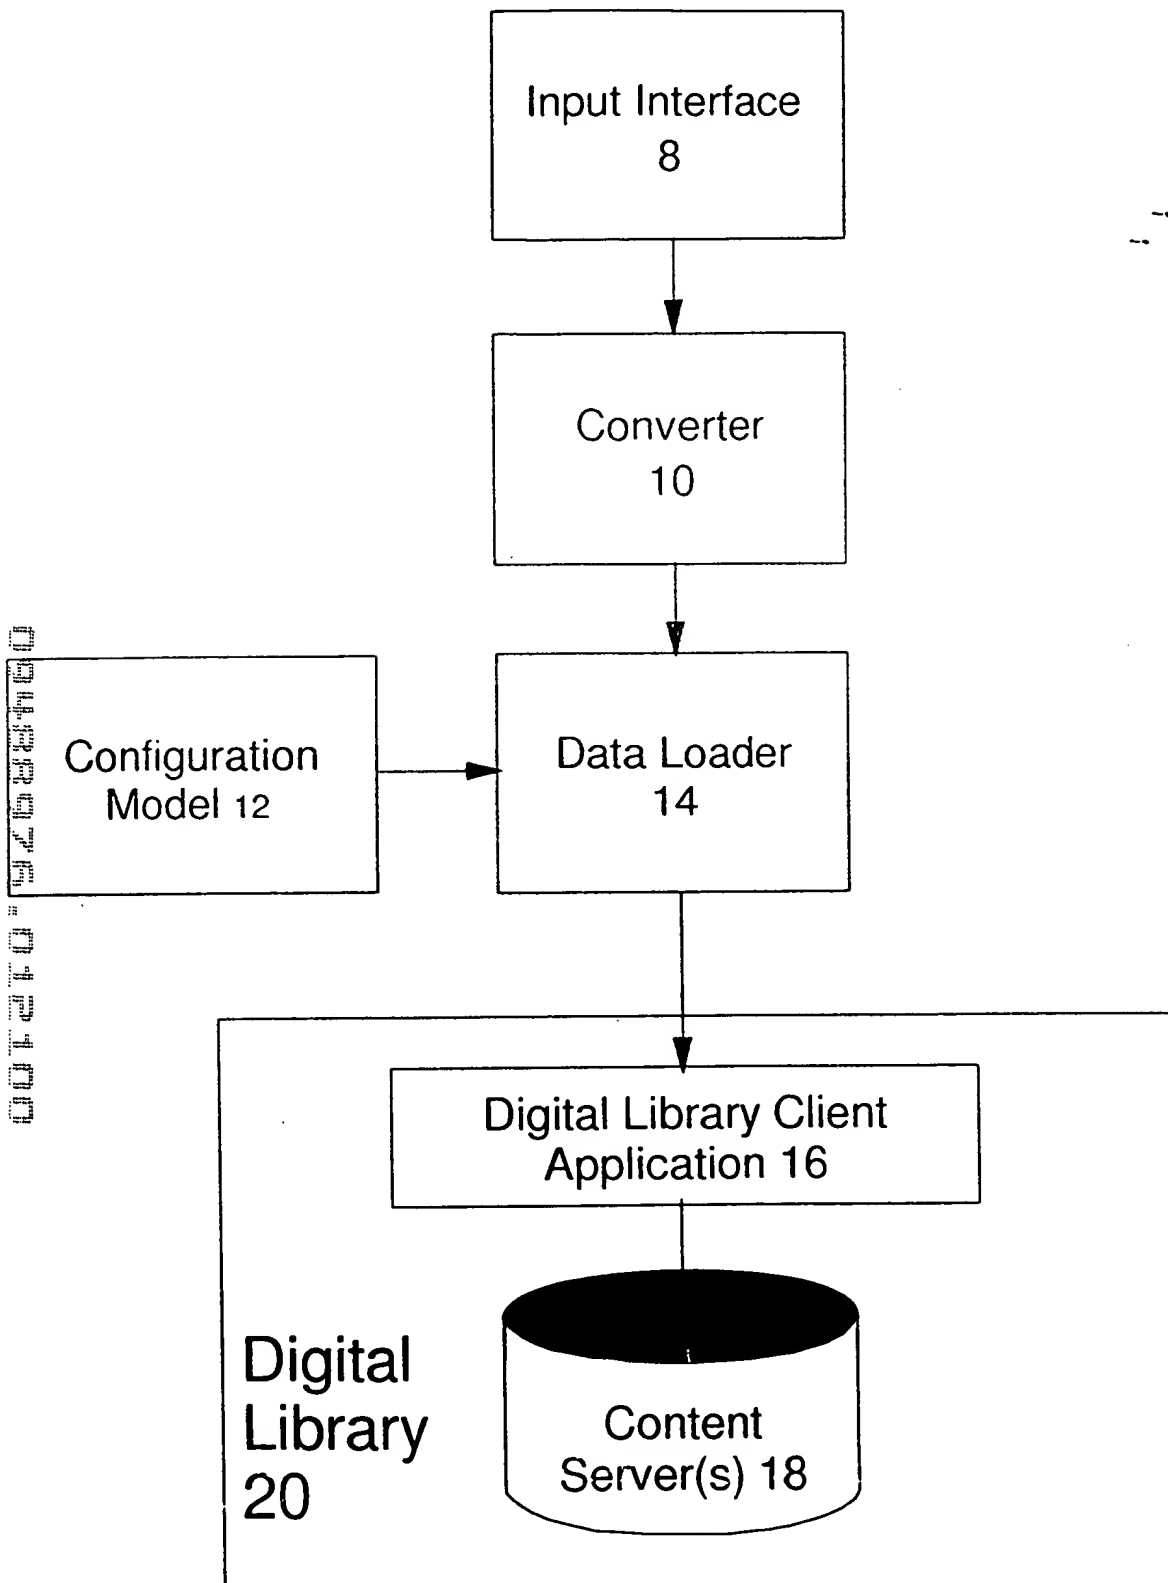 Input Interface
8
Converter
10
Configuration
Model 12
Data Loader
14
Digital Library Client
Application 16
Digital
Library
20
Content
Server(s) 18